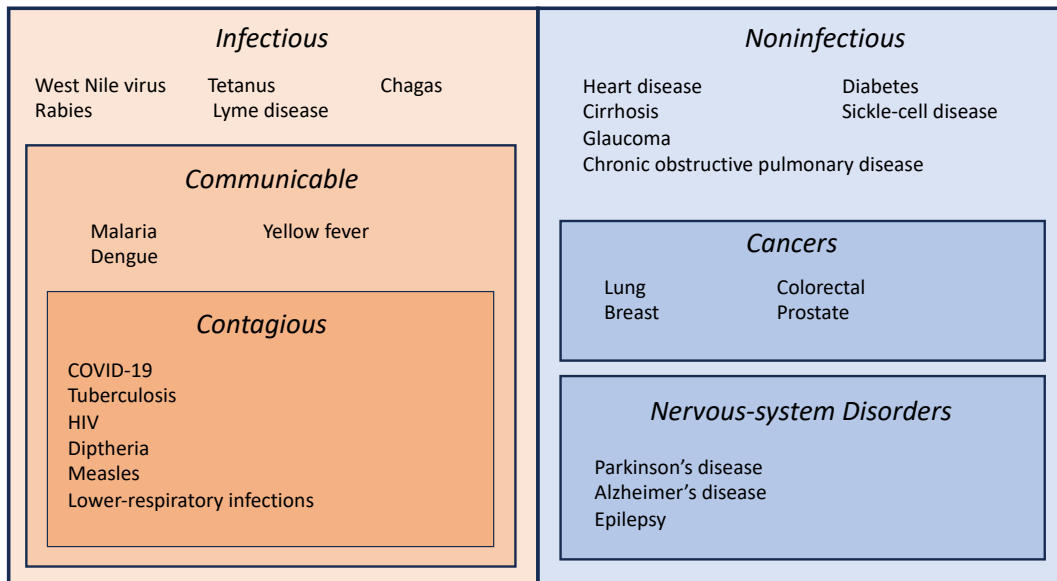 Infectious
West Nile virus Tetanus Chagas
Rabies Lyme disease
Communicable
Malaria Yellow fever
Dengue
Contagious
COVID-19
Tuberculosis
HIV
Diptheria
Measles
Lower-respiratory infections
Noninfectious
Heart disease Diabetes
Cirrhosis Sickle-cell disease
Glaucoma
Chronic obstructive pulmonary disease
Cancers
Lung Colorectal
Breast Prostate
Nervous-system Disorders
Parkinson’s disease
Alzheimer’s disease
Epilepsy